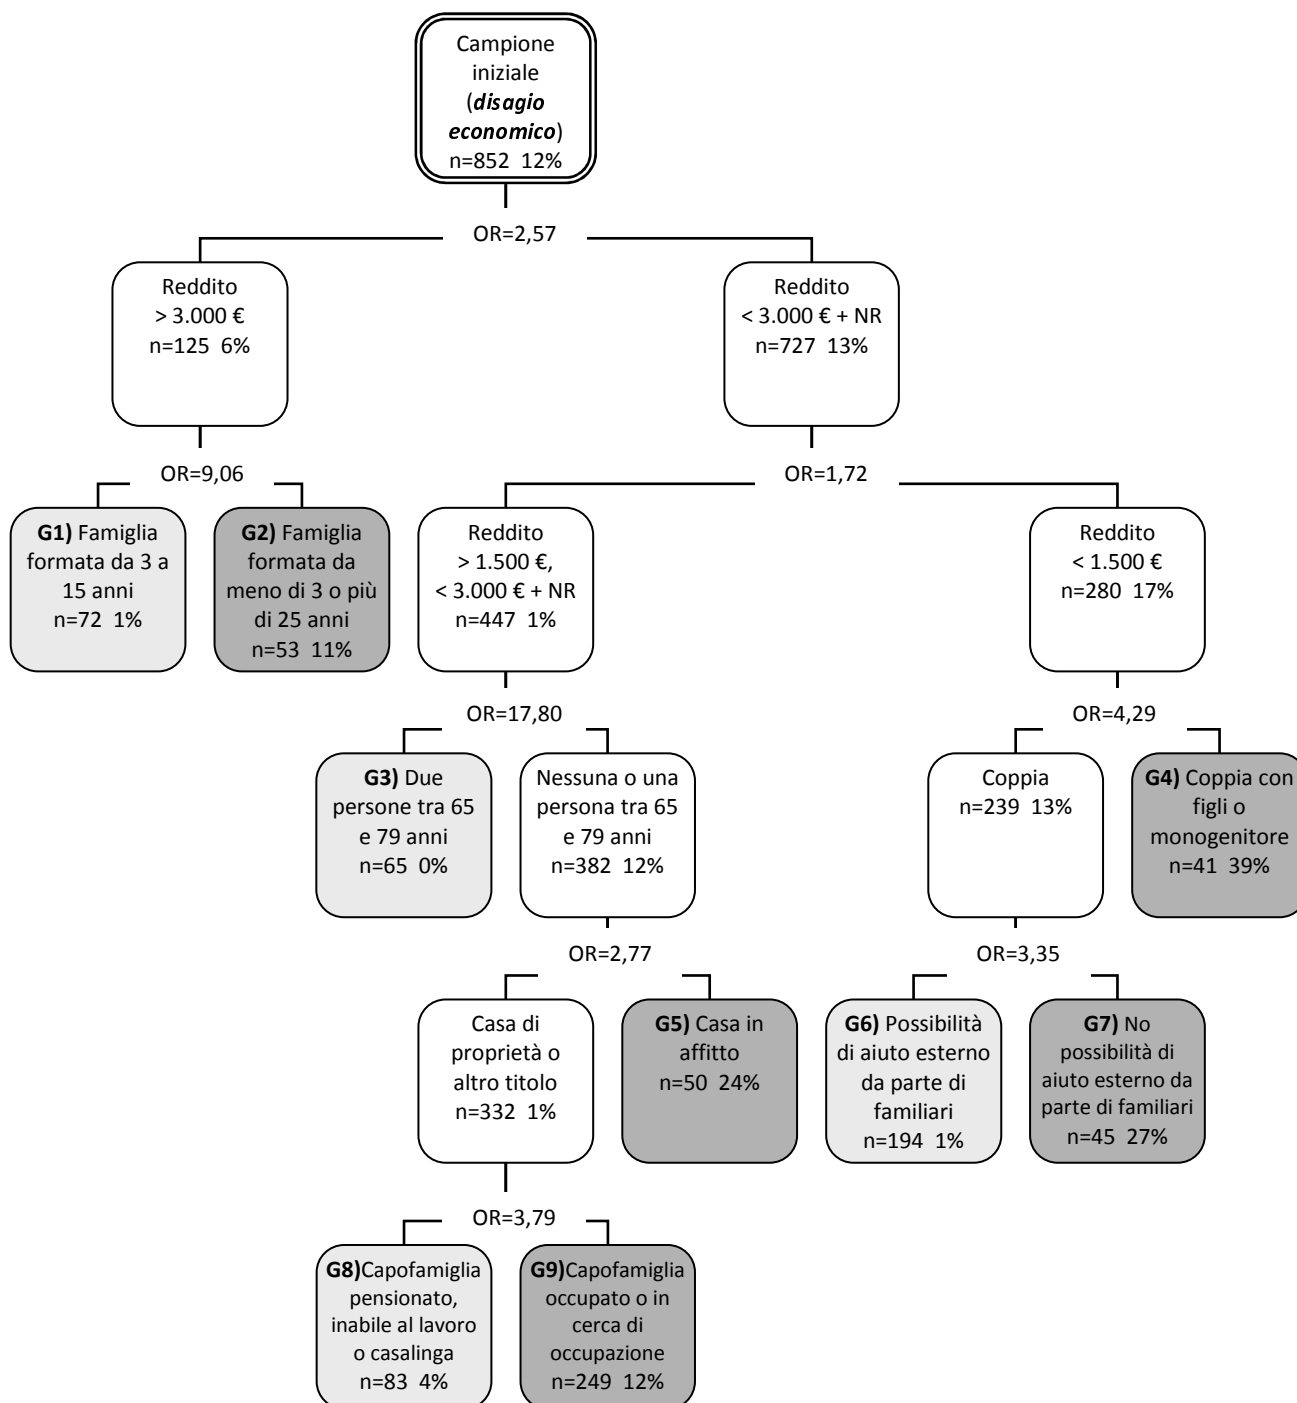 Campione
iniziale
(disagio
economico)
n=852 12%
OR=2,57
Reddito
> 3.000 €
n=125 6%
Reddito
< 3.000 € + NR
n=727 13%
OR=9,06
OR=1,72
G1) Famiglia
formata da 3 a
15 anni
n=72 1%
G2) Famiglia
formata da
meno di 3 o più
di 25 anni
n=53 11%
Reddito
> 1.500 €,
< 3.000 € + NR
n=447 1%
Reddito
< 1.500 €
n=280 17%
OR=17,80
OR=4,29
G3) Due
persone tra 65
e 79 anni
n=65 0%
Nessuna o una
persona tra 65
e 79 anni
n=382 12%
Coppia
n=239 13%
G4) Coppia con
figli o
monogenitore
n=41 39%
OR=2,77
OR=3,35
Casa di
proprietà o
altro titolo
n=332 1%
G5) Casa in
affitto
n=50 24%
G6) Possibilità
di aiuto esterno
da parte di
familiari
n=194 1%
G7) No
possibilità di
aiuto esterno da
parte di familiari
n=45 27%
OR=3,79
G8)Capofamiglia
pensionato,
inabile al lavoro
o casalinga
n=83 4%
G9)Capofamiglia
occupato o in
cerca di
occupazione
n=249 12%